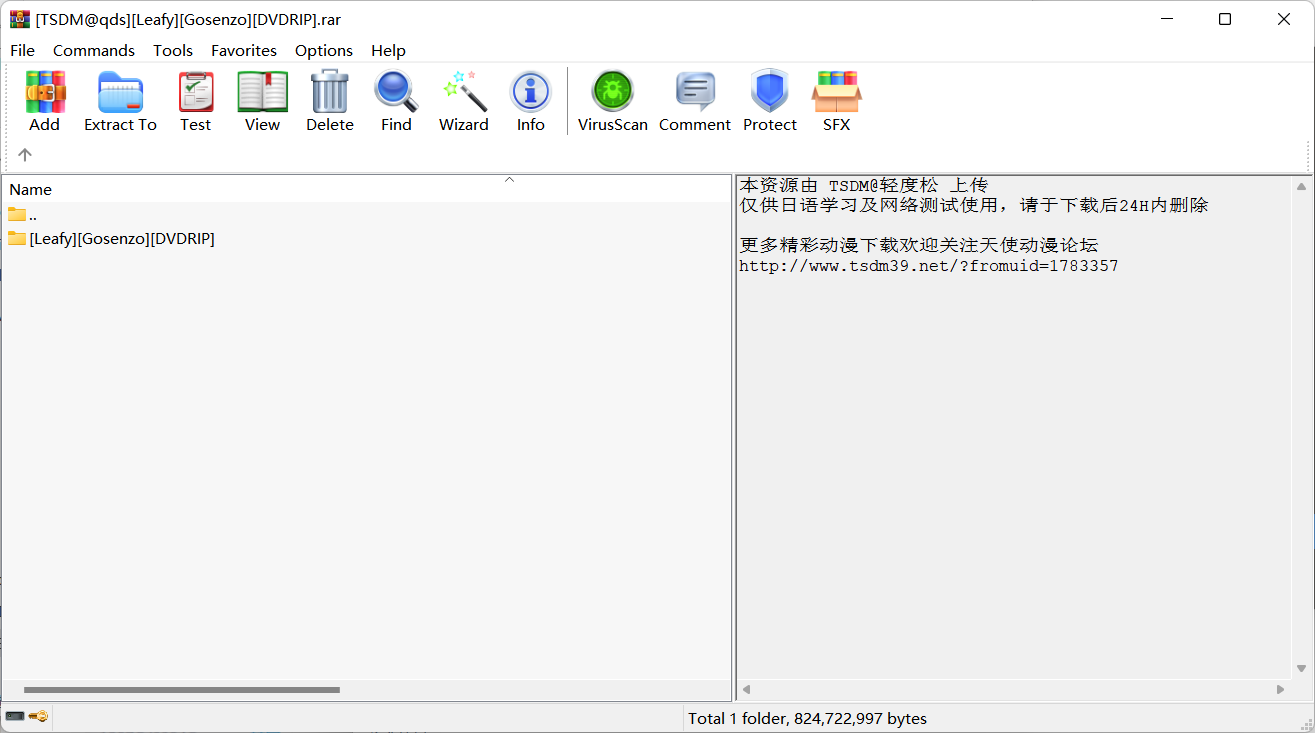 [TSDM@qds][Leafy][Gosenzo][DVDRIP].rar
File Commands Tools Favorites Options Help
Add Extract To Test View Delete Find Wizard Info VirusScan Comment Protect SFX
Name
..
[Leafy][Gosenzo][DVDRIP]
本资源由 TSDM@轻度松 上传
仅供日语学习及网络测试使用，请于下载后24H内删除
更多精彩动漫下载欢迎关注天使动漫论坛
http://www.tsdm39.net/?fromuid=1783357
Total 1 folder, 824,722,997 bytes